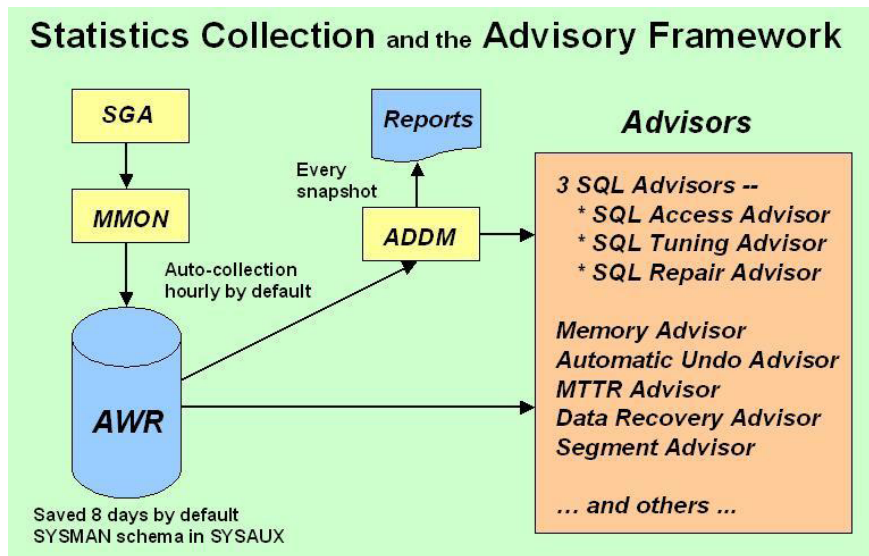 Statistics Collection and the Advisory Framework
SGA
MMON
Auto-collection
hourly by default
AWR
Saved 8 days by default
SYSMAN schema in SYSAUX
Reports
Every
snapshot
ADDM
Advisors
3 SQL Advisors --
* SQL Access Advisor
* SQL Tuning Advisor
* SQL Repair Advisor
Memory Advisor
Automatic Undo Advisor
MTTR Advisor
Data Recovery Advisor
Segment Advisor
... and others ...